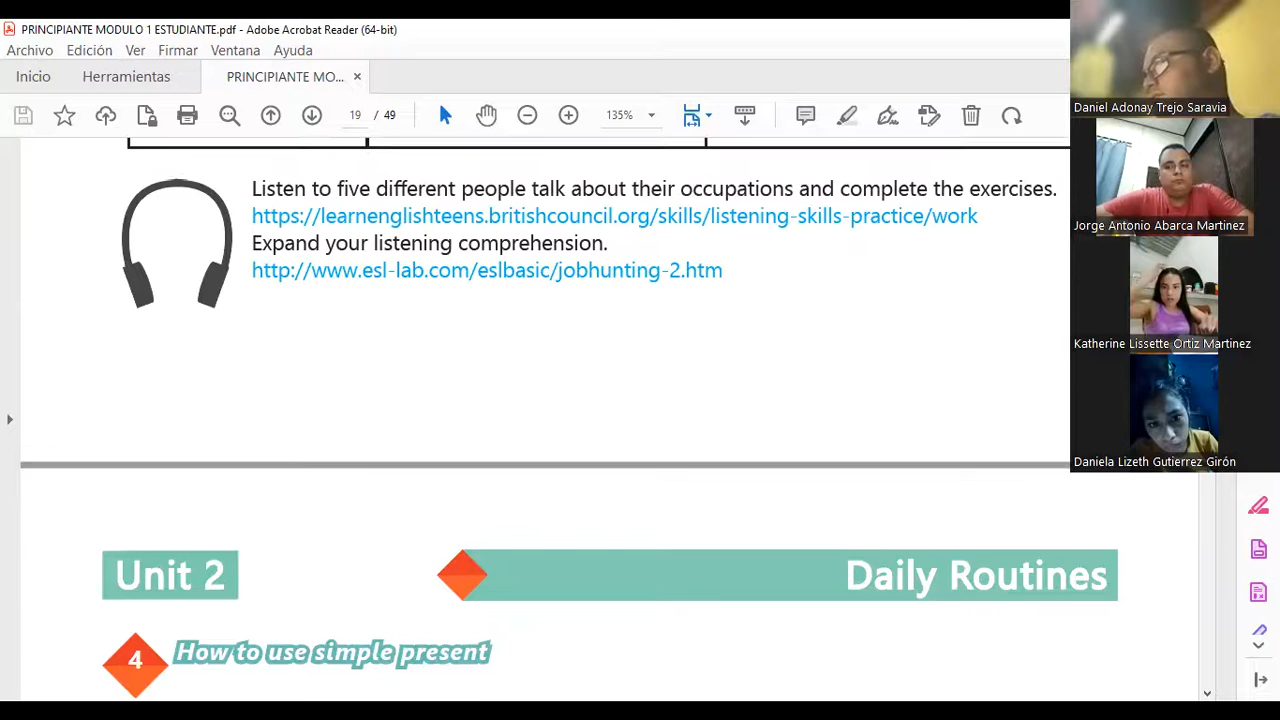 PRINCIPIANTE MODULO 1 ESTUDIANTE.pdf - Adobe Acrobat Reader (64-bit)
Archivo Edición Ver Firmar Ventana Ayuda
Inicio Herramientas PRINCIPIANTE MO... ×
19 / 49 135%
Listen to five different people talk about their occupations and complete the exercises.
https://learnenglishteens.britishcouncil.org/skills/listening-skills-practice/work
Expand your listening comprehension.
http://www.esl-lab.com/eslbasic/jobhunting-2.htm
Unit 2 Daily Routines
4 How to use simple present
Daniel Adonay Trejo Saravia
Jorge Antonio Abarca Martinez
Katherine Lissette Ortiz Martinez
Daniela Lizeth Gutierrez Girón